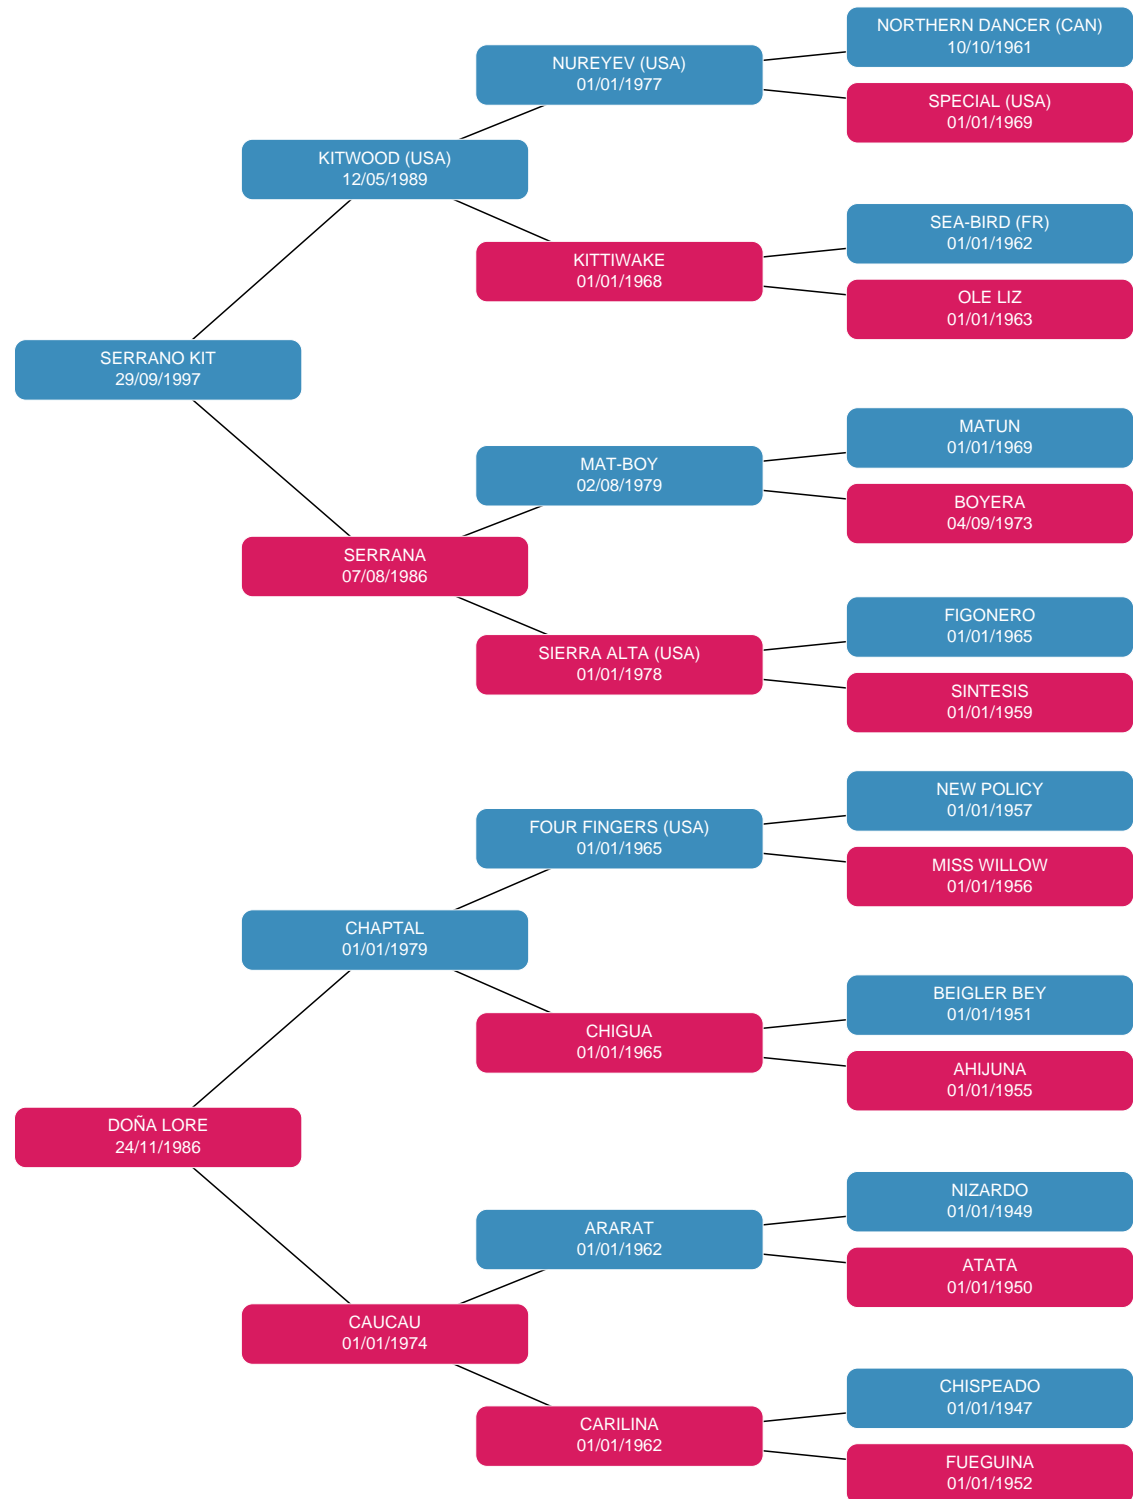 NORTHERN DANCER (CAN)
10/10/1961
NUREYEV (USA)
01/01/1977
SPECIAL (USA)
01/01/1969
KITWOOD (USA)
12/05/1989
SEA-BIRD (FR)
01/01/1962
KITTIWAKE
01/01/1968
OLE LIZ
01/01/1963
SERRANO KIT
29/09/1997
MATUN
01/01/1969
MAT-BOY
02/08/1979
BOYERA
04/09/1973
SERRANA
07/08/1986
FIGONERO
01/01/1965
SIERRA ALTA (USA)
01/01/1978
SINTESIS
01/01/1959
NEW POLICY
01/01/1957
FOUR FINGERS (USA)
01/01/1965
MISS WILLOW
01/01/1956
CHAPTAL
01/01/1979
BEIGLER BEY
01/01/1951
CHIGUA
01/01/1965
AHIJUNA
01/01/1955
DOÑA LORE
24/11/1986
NIZARDO
01/01/1949
ARARAT
01/01/1962
ATATA
01/01/1950
CAUCAU
01/01/1974
CHISPEADO
01/01/1947
CARILINA
01/01/1962
FUEGUINA
01/01/1952